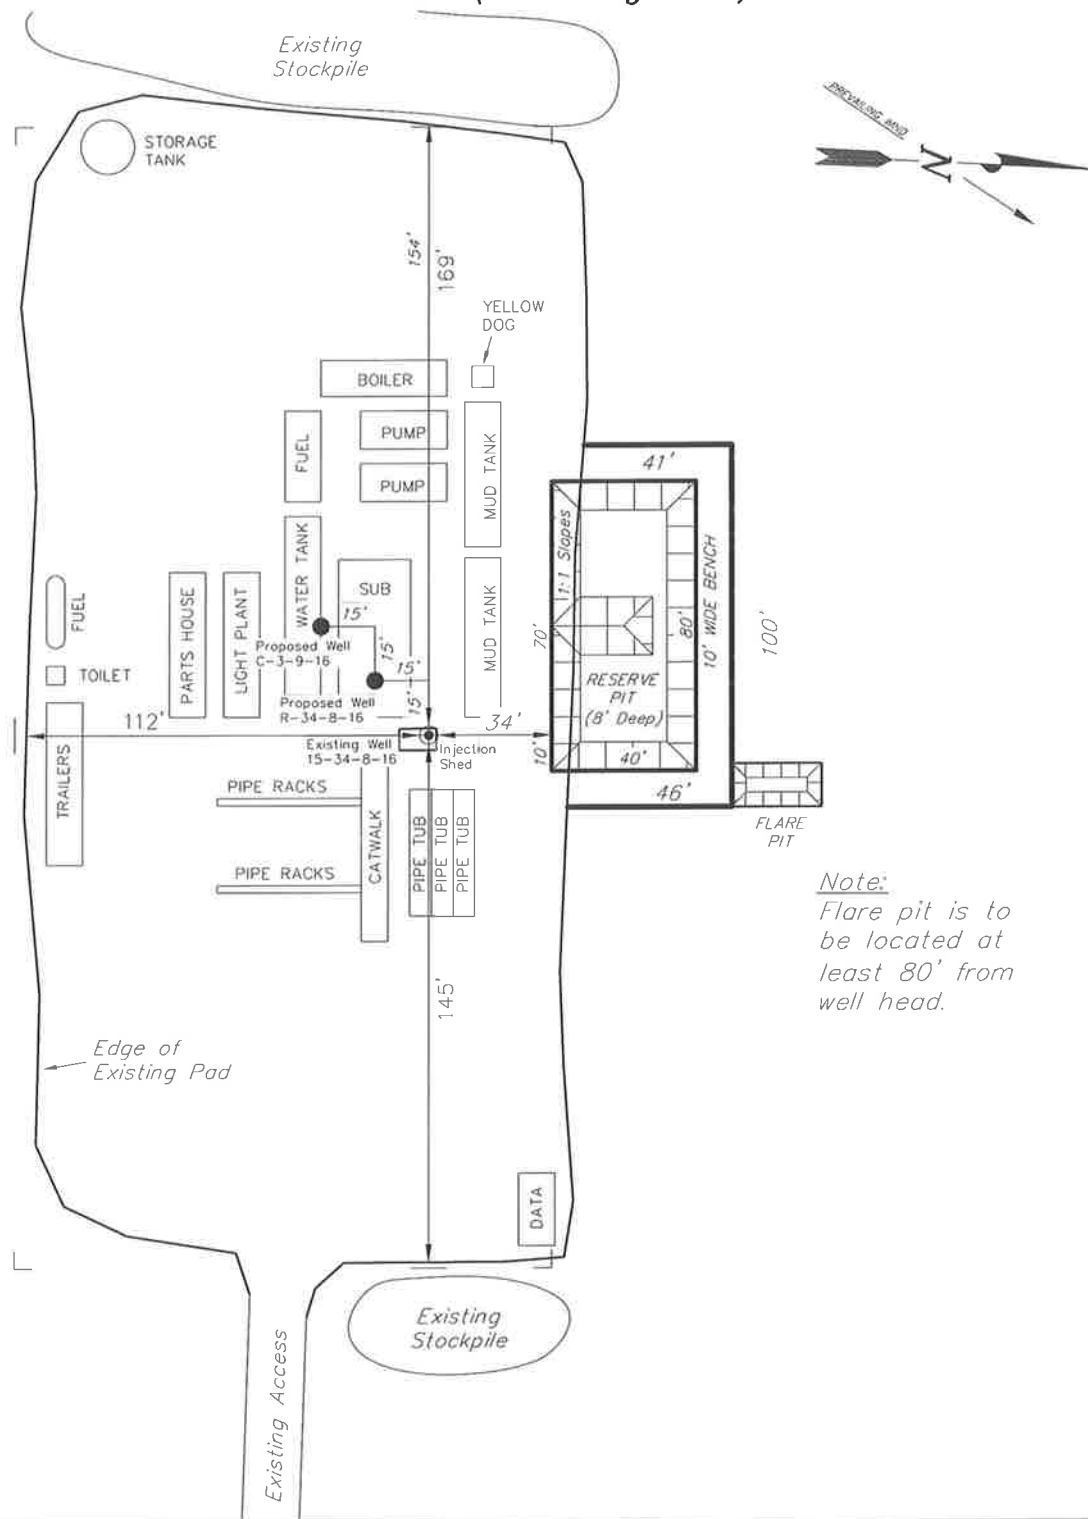 Existing
Stockpile
PREVAILING WIND
N
STORAGE
TANK
154'
169'
YELLOW
DOG
BOILER
PUMP
FUEL
MUD TANK
PUMP
41'
1:1 Slopes
10' WIDE BENCH
WATER TANK
SUB
MUD TANK
FUEL
PARTS HOUSE
LIGHT PLANT
15'
Proposed Well
C-3-9-16
15'
15'
70'
80'
100'
TOILET
RESERVE
PIT
(8' Deep)
Proposed Well
R-34-8-16
15'
112'
34'
Existing Well
15-34-8-16
Injection
Shed
10'
40'
TRAILERS
PIPE RACKS
46'
CATWALK
PIPE TUB
PIPE TUB
PIPE TUB
FLARE
PIT
PIPE RACKS
Note:
Flare pit is to
be located at
least 80' from
well head.
145'
Edge of
Existing Pad
DATA
Existing
Stockpile
Existing Access